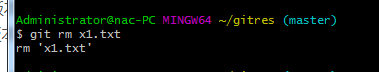 Administrator@nac-PC MINGW64 ~/gitres (master)
$ git rm x1.txt
rm 'x1.txt'